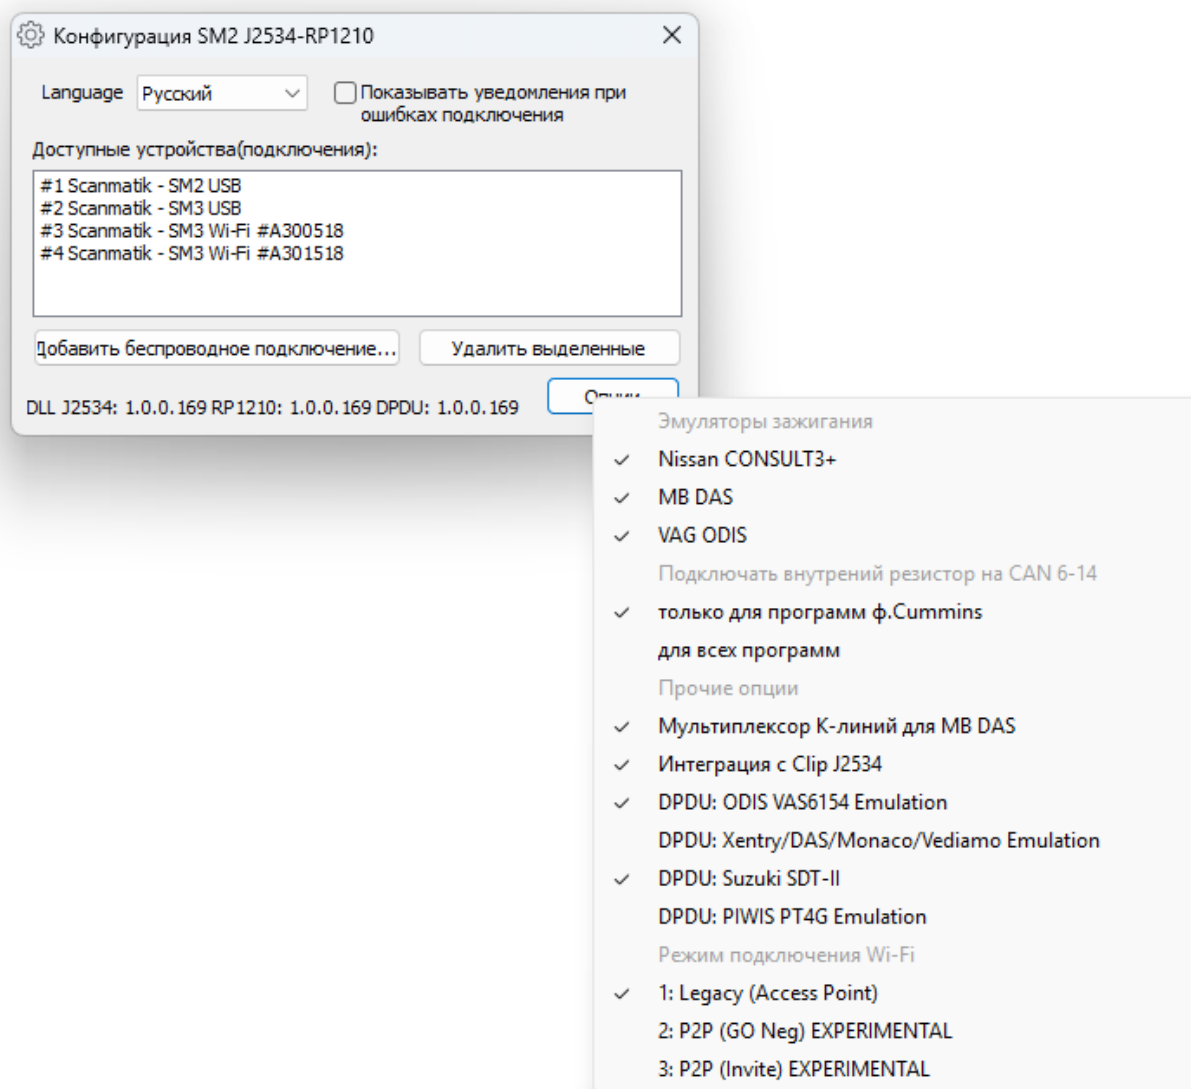 Конфигурация SM2 J2534-RP1210
Language Русский Показывать уведомления при
ошибках подключения
Доступные устройства(подключения):
#1 Scanmatik - SM2 USB
#2 Scanmatik - SM3 USB
#3 Scanmatik - SM3 Wi-Fi #A300518
#4 Scanmatik - SM3 Wi-Fi #A301518
Добавить беспроводное подключение... Удалить выделенные
Опции
DLL J2534: 1.0.0.169 RP1210: 1.0.0.169 DPDU: 1.0.0.169
Эмуляторы зажигания
Nissan CONSULT3+
MB DAS
VAG ODIS
Подключать внутрений резистор на CAN 6-14
только для программ ф.Cummins
для всех программ
Прочие опции
Мультиплексор К-линий для MB DAS
Интеграция с Clip J2534
DPDU: ODIS VAS6154 Emulation
DPDU: Xentry/DAS/Monaco/Vediamo Emulation
DPDU: Suzuki SDT-II
DPDU: PIWIS PT4G Emulation
Режим подключения Wi-Fi
1: Legacy (Access Point)
2: P2P (GO Neg) EXPERIMENTAL
3: P2P (Invite) EXPERIMENTAL